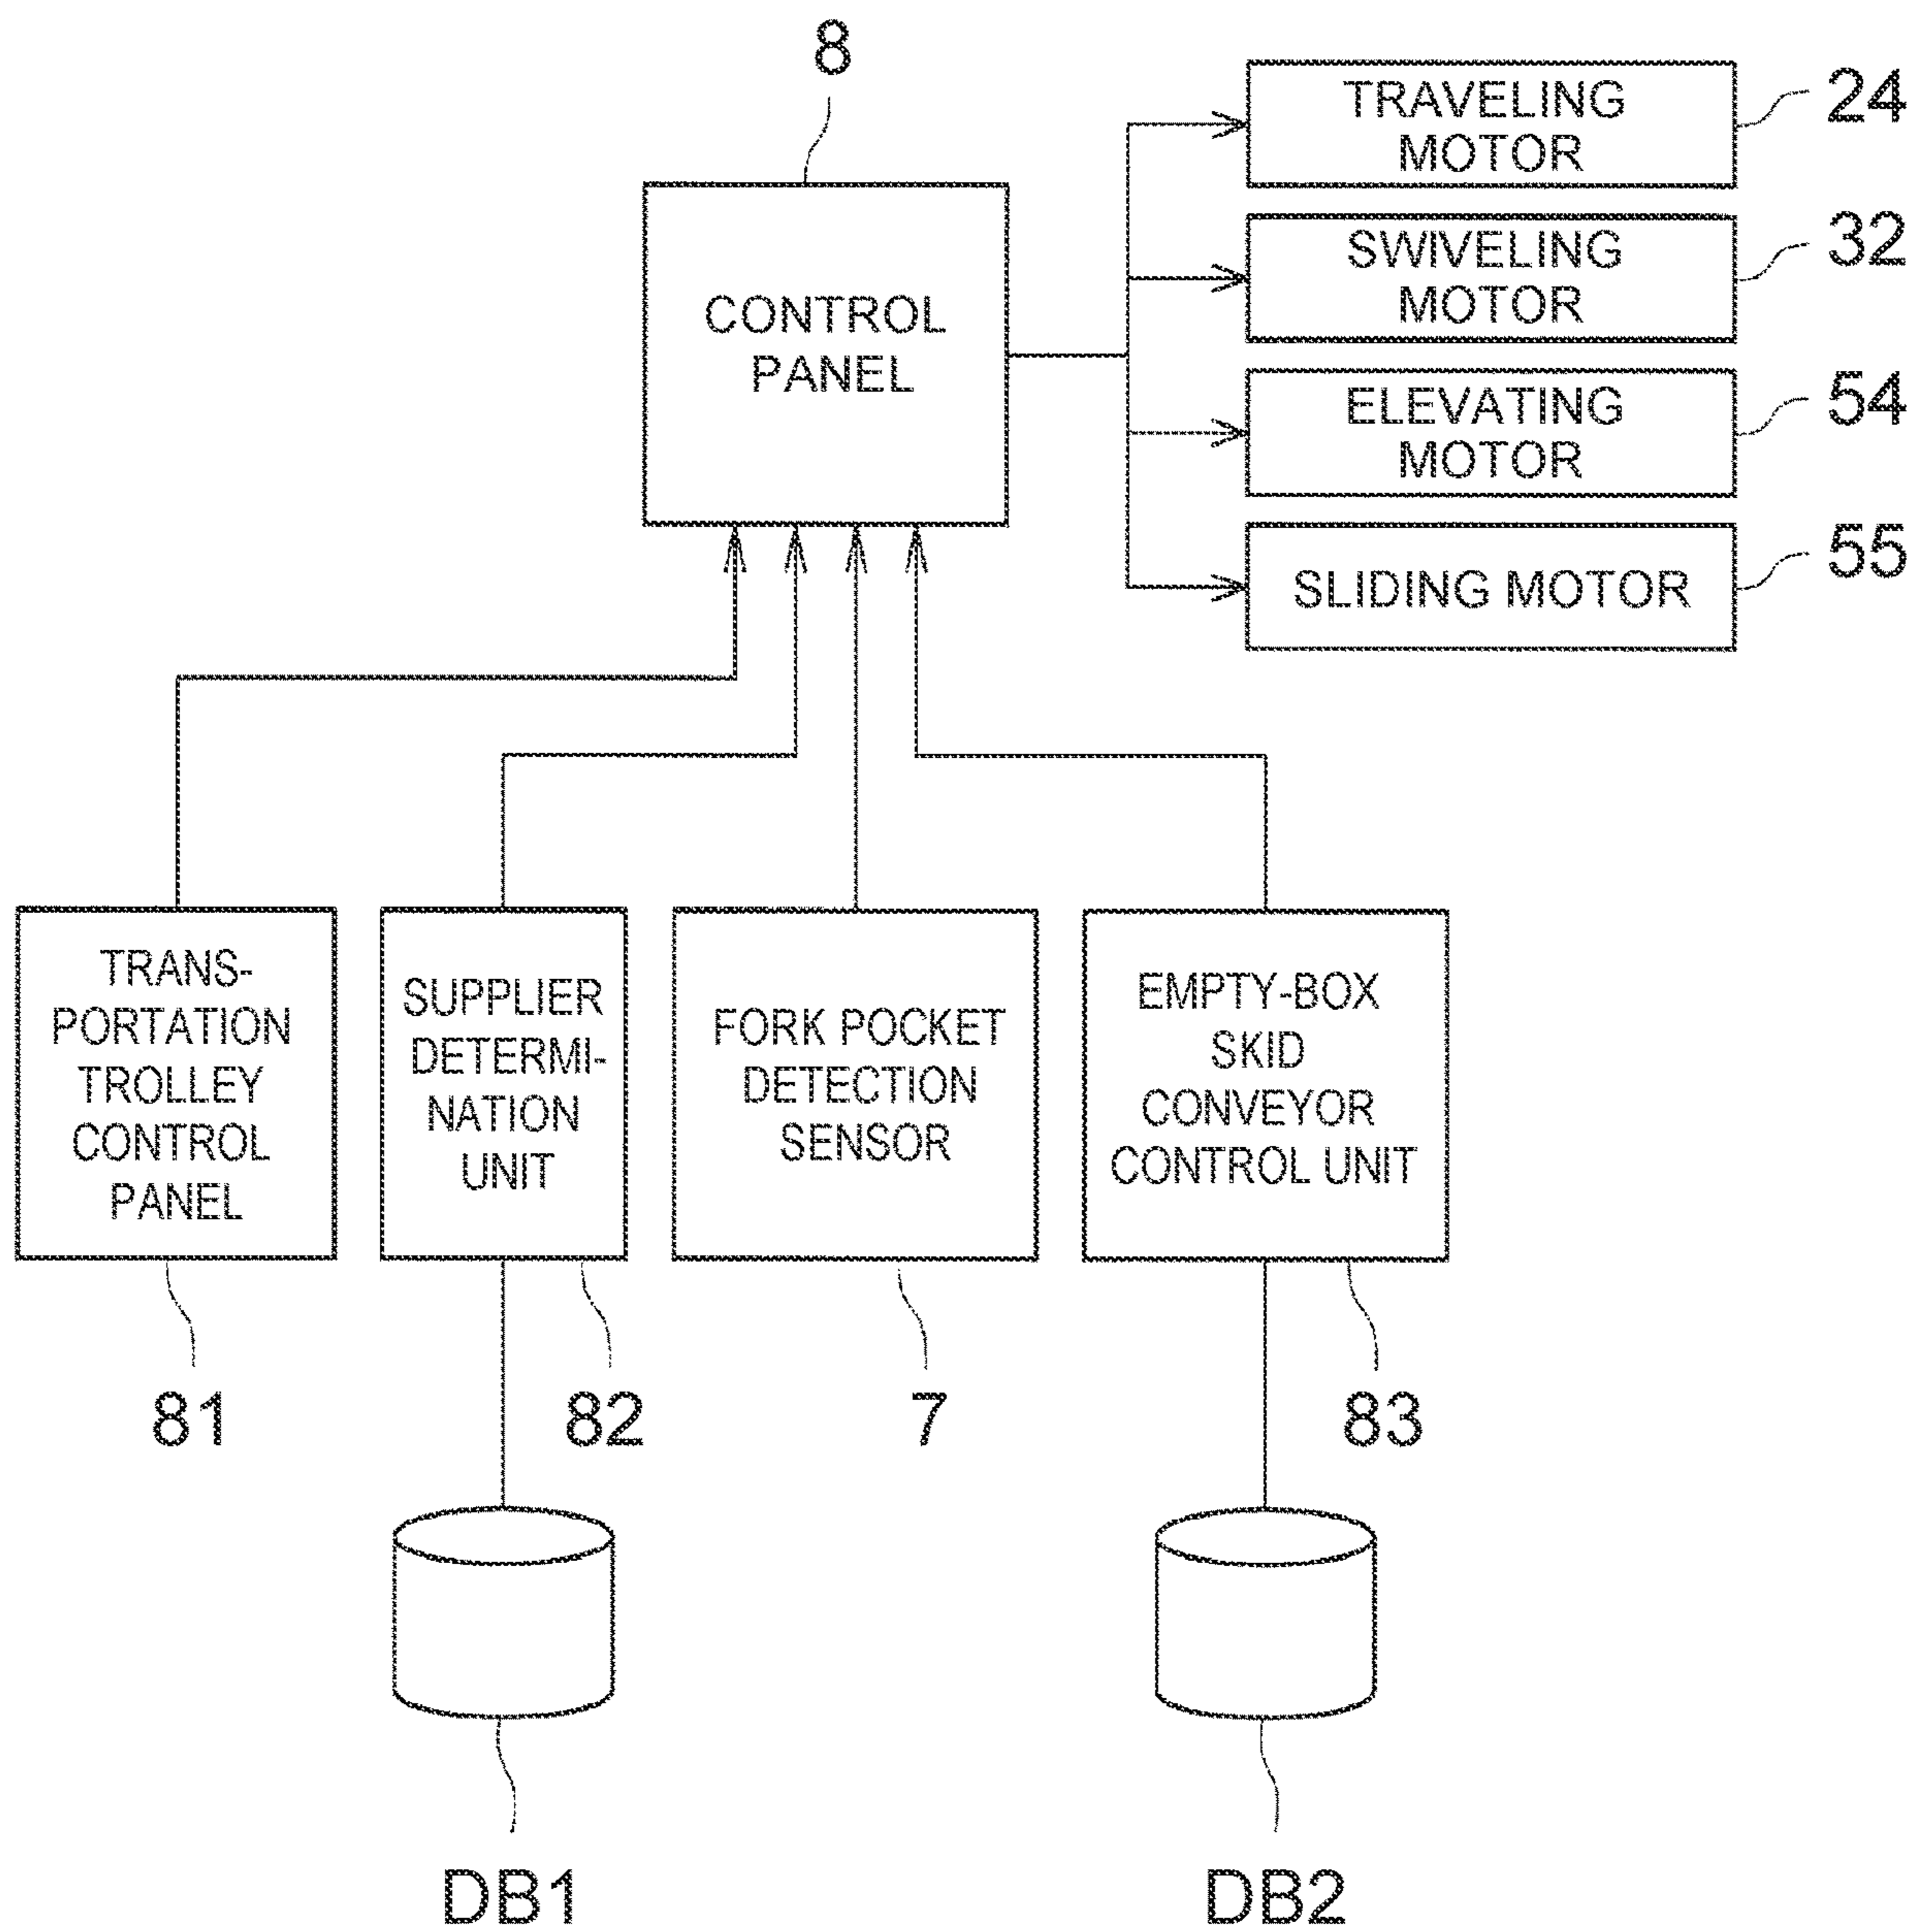 8
TRAVELING
MOTOR
24
SWIVELING
MOTOR
32
CONTROL
PANEL
ELEVATING
MOTOR
54
SLIDING MOTOR
55
TRANS-
PORTATION
TROLLEY
CONTROL
PANEL
SUPPLIER
DETERMI-
NATION
UNIT
FORK POCKET
DETECTION
SENSOR
EMPTY-BOX
SKID
CONVEYOR
CONTROL UNIT
81
82
7
83
DB1
DB2